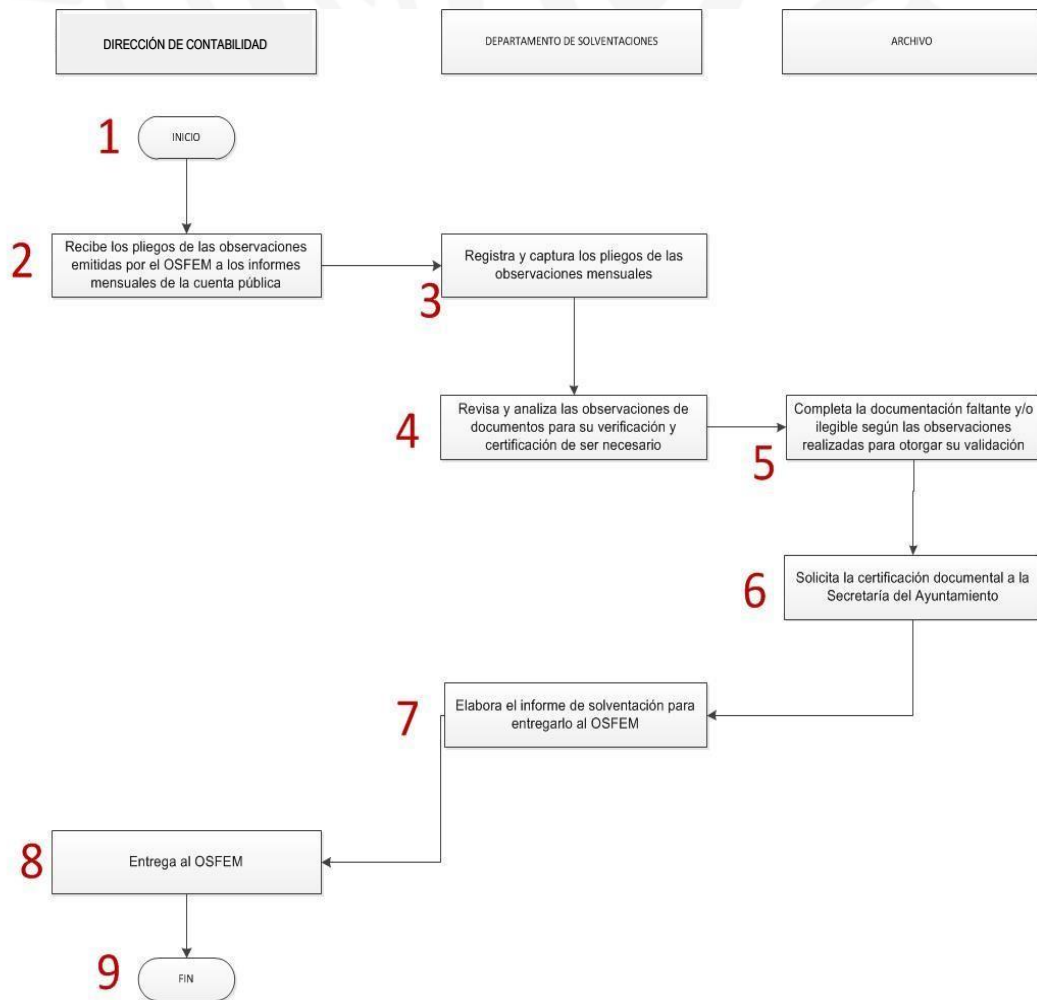 DIRECCIÓN DE CONTABILIDAD
DEPARTAMENTO DE SOLVENTACIONES
ARCHIVO
1
INICIO
2
Recibe los pliegos de las observaciones
emitidas por el OSFEM a los informes
mensuales de la cuenta pública
3
Registra y captura los pliegos de las
observaciones mensuales
4
Revisa y analiza las observaciones de
documentos para su verificación y
certificación de ser necesario
5
Completa la documentación faltante y/o
ilegible según las observaciones
realizadas para otorgar su validación
6
Solicita la certificación documental a la
Secretaría del Ayuntamiento
7
Elabora el informe de solventación para
entregarlo al OSFEM
8
Entrega al OSFEM
9
FIN